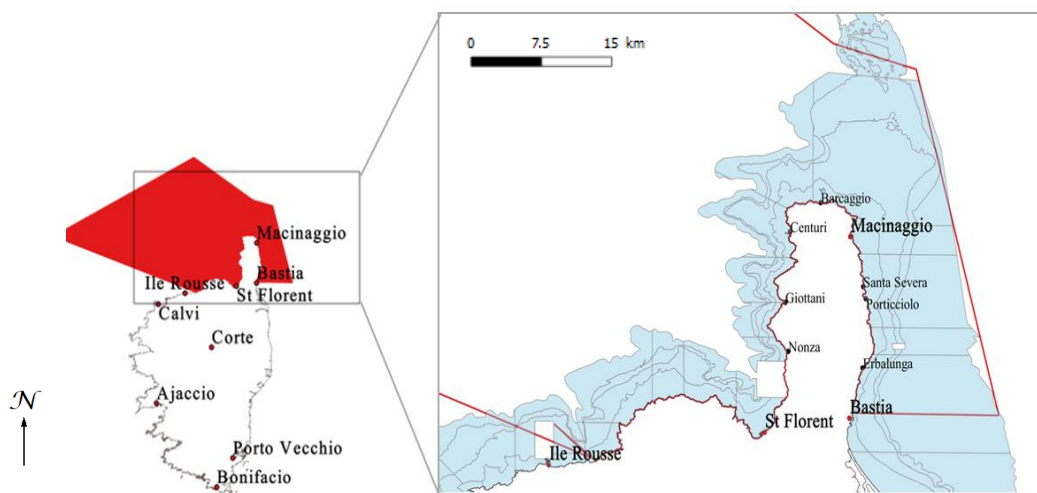 Macinaggio
Bastia
Ile Rousse
St Florent
Calvi
Corte
Ajaccio
Porto Vecchio
Bonifacio
N
0 7.5 15 km
Barcaggio
Centuri
Macinaggio
Santa Severa
Giottani
Porticciolo
Nonza
Erbalunga
Bastia
St Florent
Ile Rousse